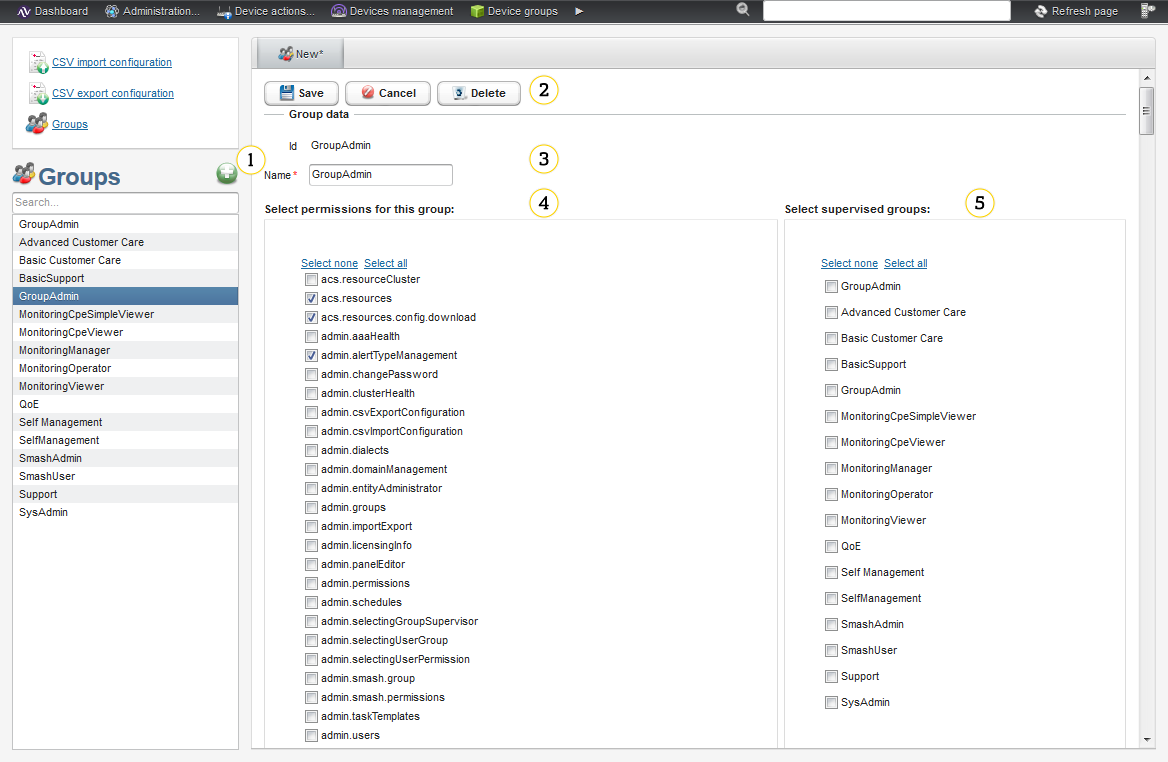 Dashboard Administration... Device actions... Devices management Device groups Refresh page
CSV import configuration
CSV export configuration
Groups
Groups
1
Search...
GroupAdmin
Advanced Customer Care
Basic Customer Care
BasicSupport
GroupAdmin
MonitoringCpeSimpleViewer
MonitoringCpeViewer
MonitoringManager
MonitoringOperator
MonitoringViewer
QoE
Self Management
SelfManagement
SmashAdmin
SmashUser
Support
SysAdmin
New*
Save Cancel Delete 2
Group data
Id GroupAdmin
Name * GroupAdmin 3
Select permissions for this group: 4
Select none Select all
acs.resourceCluster
acs.resources
acs.resources.config.download
admin.aaaHealth
admin.alertTypeManagement
admin.changePassword
admin.clusterHealth
admin.csvExportConfiguration
admin.csvImportConfiguration
admin.dialects
admin.domainManagement
admin.entityAdministrator
admin.groups
admin.importExport
admin.licensingInfo
admin.panelEditor
admin.permissions
admin.schedules
admin.selectingGroupSupervisor
admin.selectingUserGroup
admin.selectingUserPermission
admin.smash.group
admin.smash.permissions
admin.taskTemplates
admin.users
Select supervised groups: 5
Select none Select all
GroupAdmin
Advanced Customer Care
Basic Customer Care
BasicSupport
GroupAdmin
MonitoringCpeSimpleViewer
MonitoringCpeViewer
MonitoringManager
MonitoringOperator
MonitoringViewer
QoE
Self Management
SelfManagement
SmashAdmin
SmashUser
Support
SysAdmin